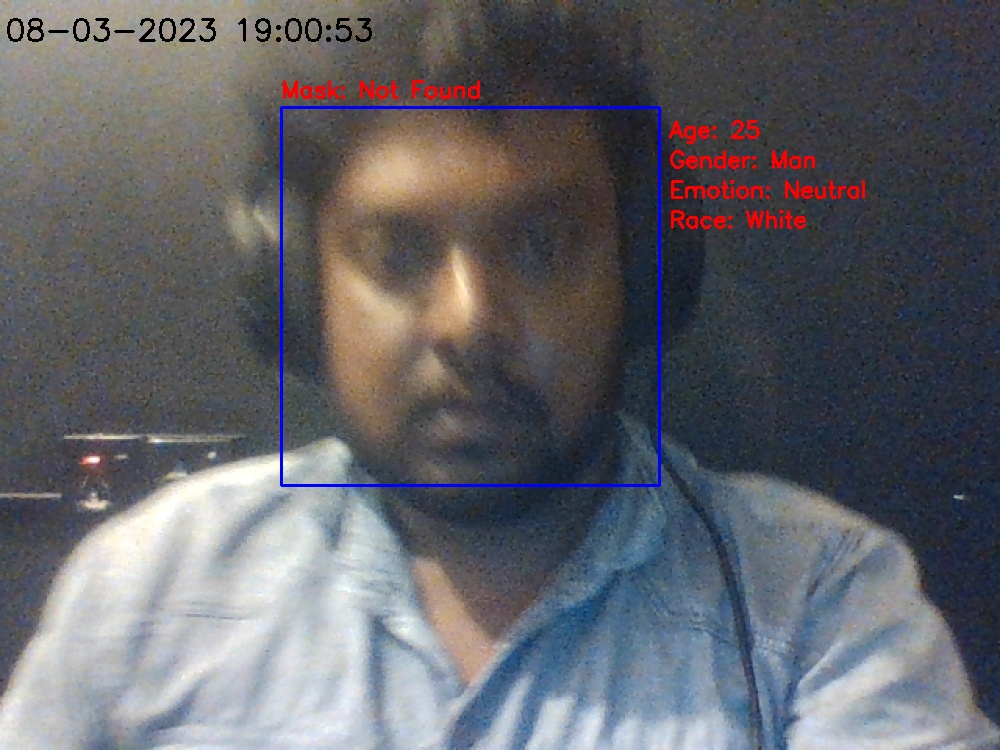 08-03-2023 19:00:53
Mask: Not Found
Age: 25
Gender: Man
Emotion: Neutral
Race: White